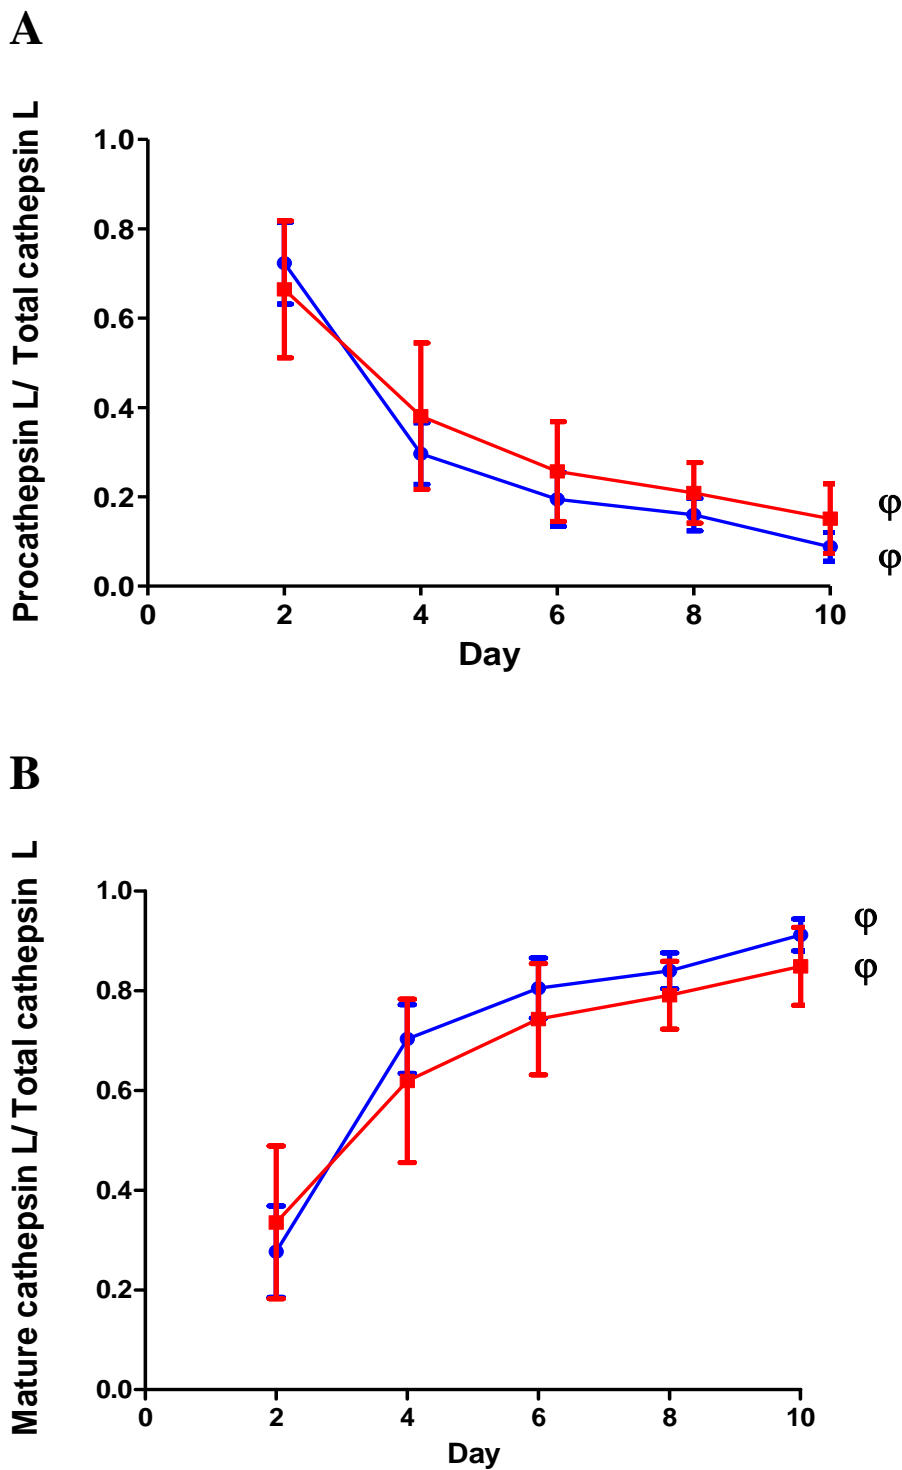 A
Procathepsin L/ Total cathepsin L
1.0
0.8
0.6
0.4
0.2
0.0
0 2 4 6 8 10
Day
φ
φ
B
Mature cathepsin L/ Total cathepsin L
1.0
0.8
0.6
0.4
0.2
0.0
0 2 4 6 8 10
Day
φ
φ